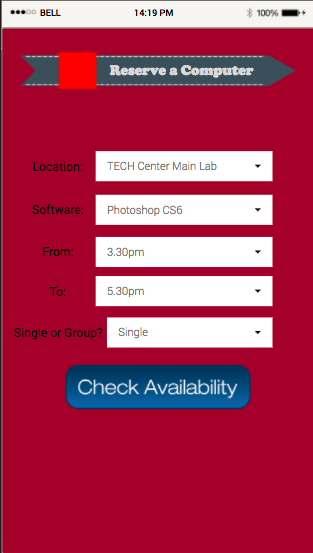 BELL 14:19 PM 100%
Reserve a Computer
Location: TECH Center Main Lab
Software: Photoshop CS6
From: 3.30pm
To: 5.30pm
Single or Group? Single
Check Availability